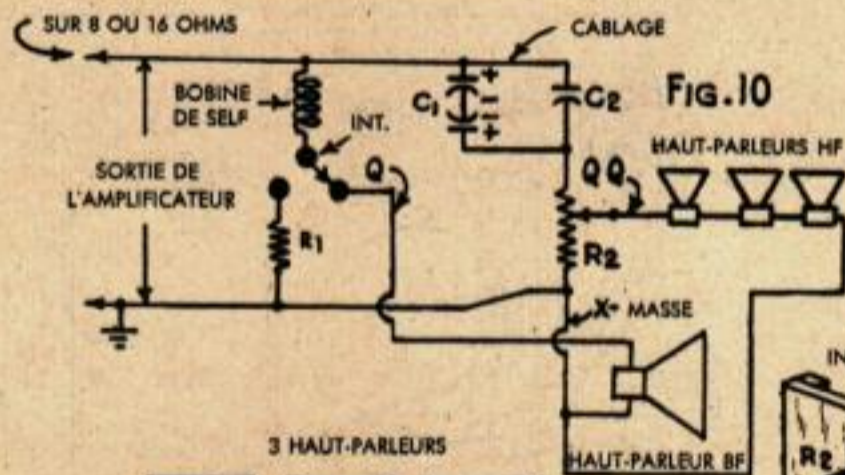 SUR 8 OU 16 OHMS
CABLAGE
BOBINE
DE SELF
INT.
C1
+
-
-
+
C2
FIG.10
HAUT-PARLEURS HF
SORTIE DE
L'AMPLIFICATEUR
Q
QQ
R1
R2
X- MASSE
IN
3 HAUT-PARLEURS
HAUT-PARLEUR BF
R2